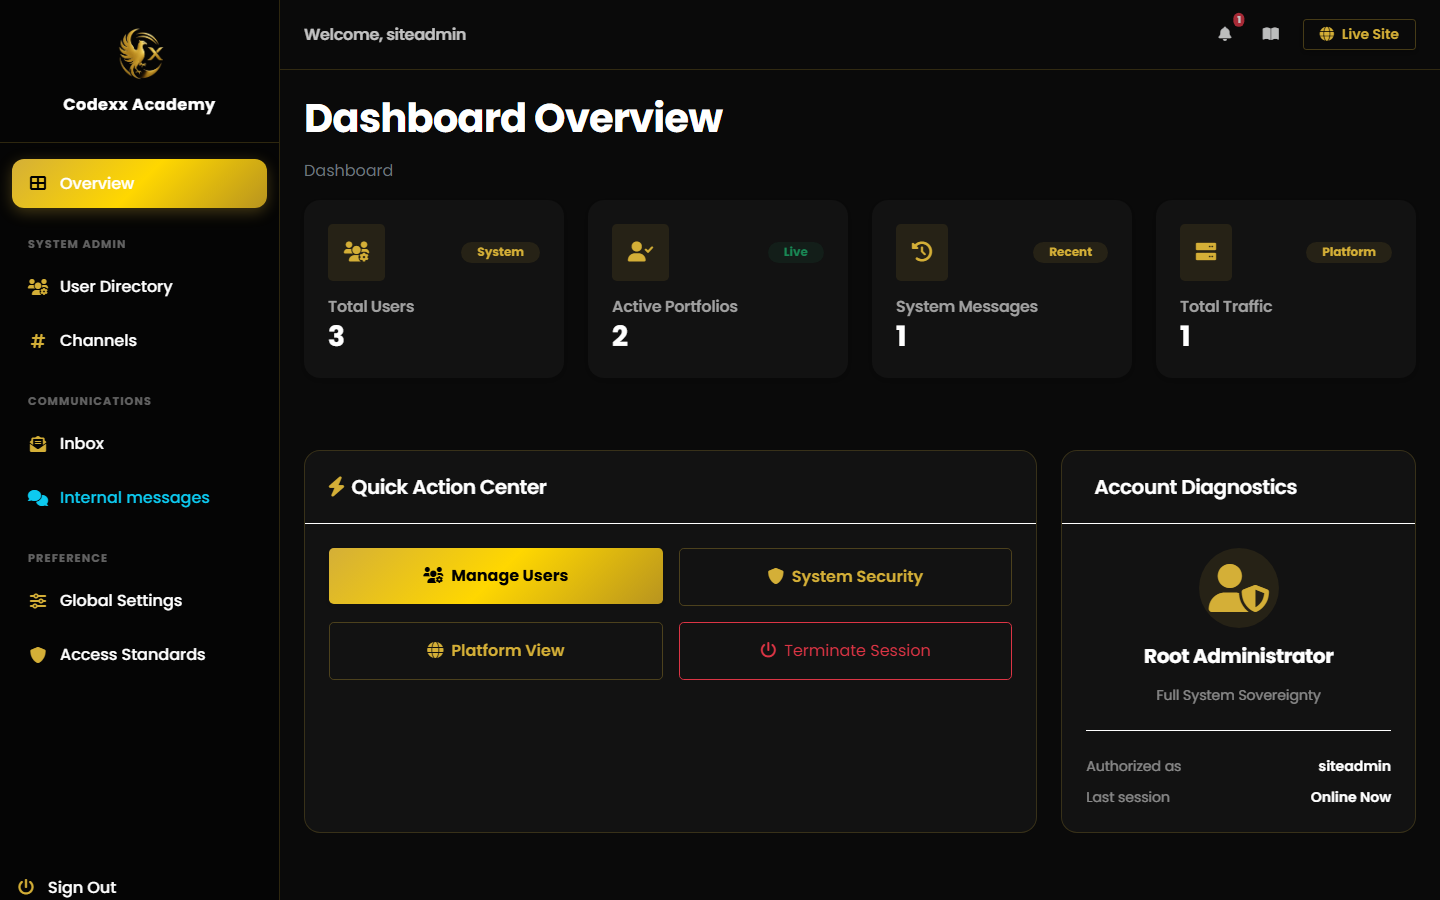 X
Codexx Academy
Overview
SYSTEM ADMIN
User Directory
Channels
COMMUNICATIONS
Inbox
Internal messages
PREFERENCE
Global Settings
Access Standards
Sign Out
Welcome, siteadmin
1
Live Site
Dashboard Overview
Dashboard
System
Total Users
3
Live
Active Portfolios
2
Recent
System Messages
1
Platform
Total Traffic
1
Quick Action Center
Manage Users
System Security
Platform View
Terminate Session
Account Diagnostics
Root Administrator
Full System Sovereignty
Authorized as siteadmin
Last session Online Now